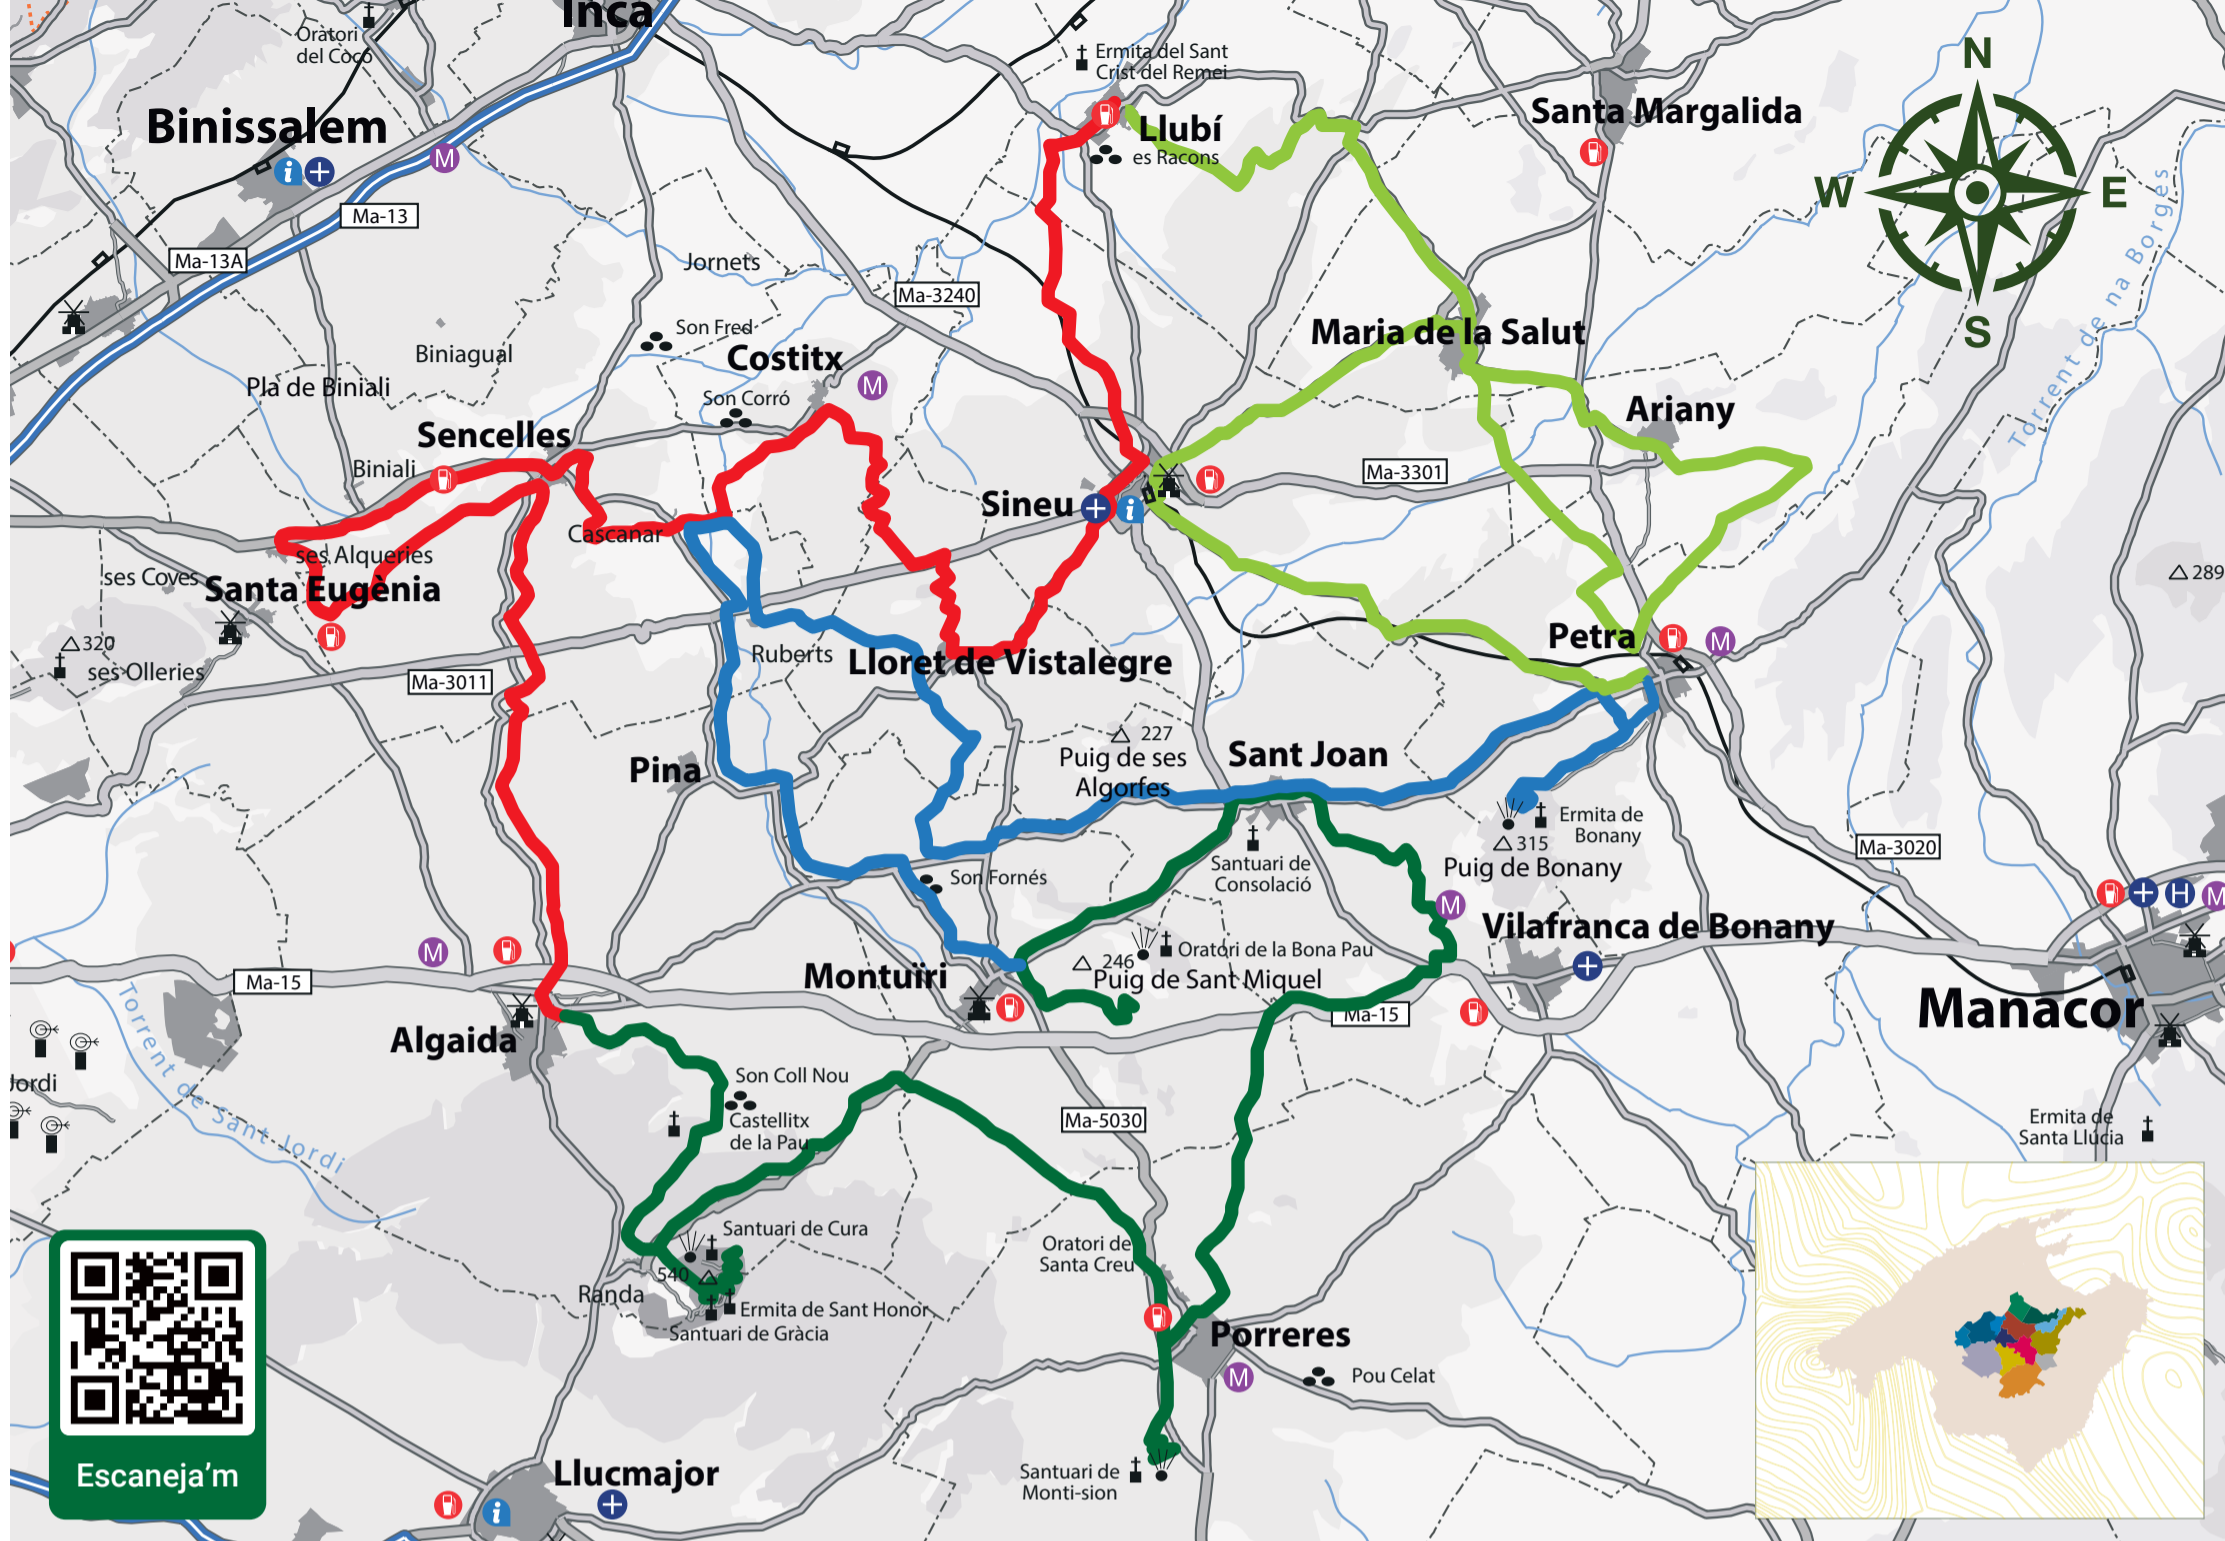 Inca
Oratori
del Cocó
Ermita del Sant
Crist del Remei
N
W
E
S
Binissalem
i
M
Llubí
es Racons
Santa Margalida
Ma-13
Ma-13A
Torrent de na Borges
Jornets
Ma-3240
Son Fred
Costitx
M
Biniagual
Pla de Biniali
Son Corró
Maria de la Salut
Ariany
Sencelles
Biniali
Ma-3301
Sineu
i
Cascanar
ses Alqueries
ses Coves
Santa Eugènia
289
320
ses Olleries
Petra
M
Ruberts
Lloret de Vistalegre
Ma-3011
227
Puig de ses
Algorfes
Sant Joan
Pina
Ermita de
Bonany
315
Puig de Bonany
Ma-3020
Santuari de
Consolació
Son Fornés
M
H
M
Vilafranca de Bonany
M
Oratori de la Bona Pau
246
Puig de Sant Miquel
Montuïri
Ma-15
Ma-15
Manacor
Algaida
Torrent de Sant Jordi
Jordi
Son Coll Nou
Castellitx
de la Pau
Ma-5030
Ermita de
Santa Llúcia
Santuari de Cura
540
Randa
Ermita de Sant Honor
Santuari de Gràcia
Oratori de
Santa Creu
Porreres
M
Pou Celat
Santuari de
Monti-sion
Llucmajor
i
Escaneja’m